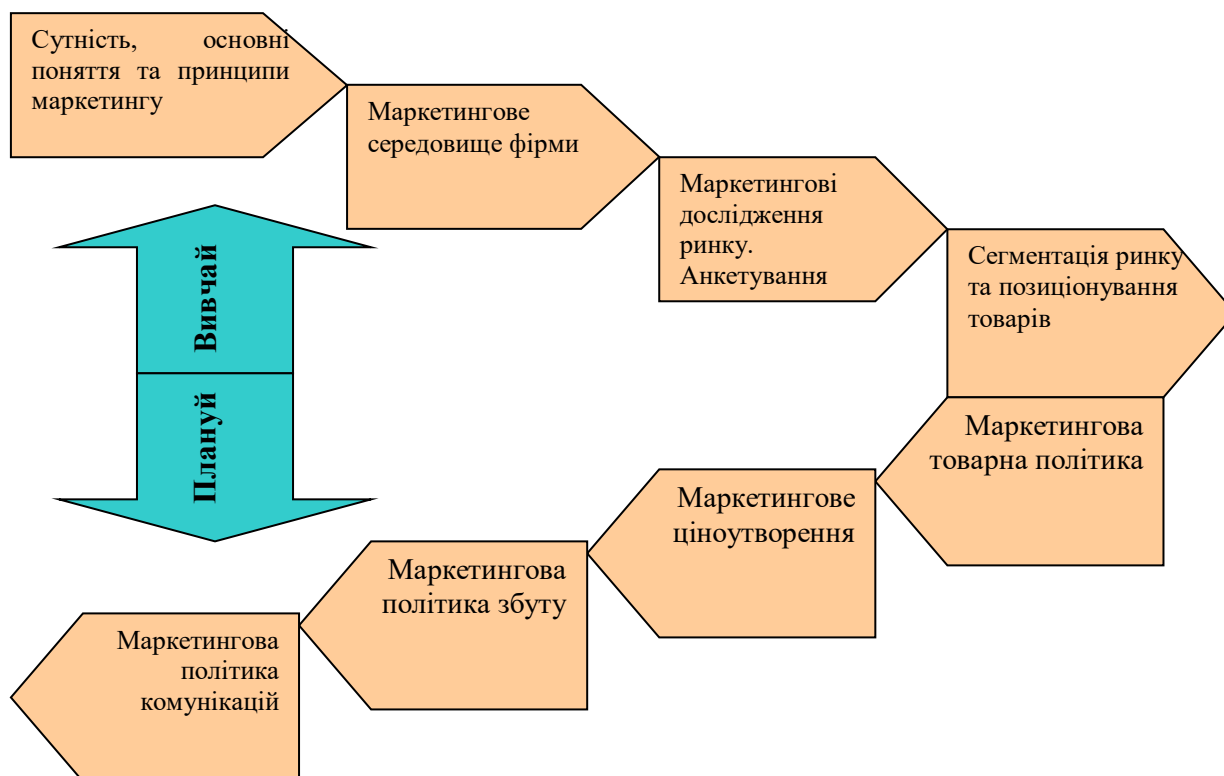 Сутність, основні
поняття та принципи
маркетингу
Маркетингове
середовище фірми
Маркетингові
дослідження
ринку.
Анкетування
Сегментація ринку
та позиціонування
товарів
Вивчай
Плануй
Маркетингова
товарна політика
Маркетингове
ціноутворення
Маркетингова
політика збуту
Маркетингова
політика
комунікацій